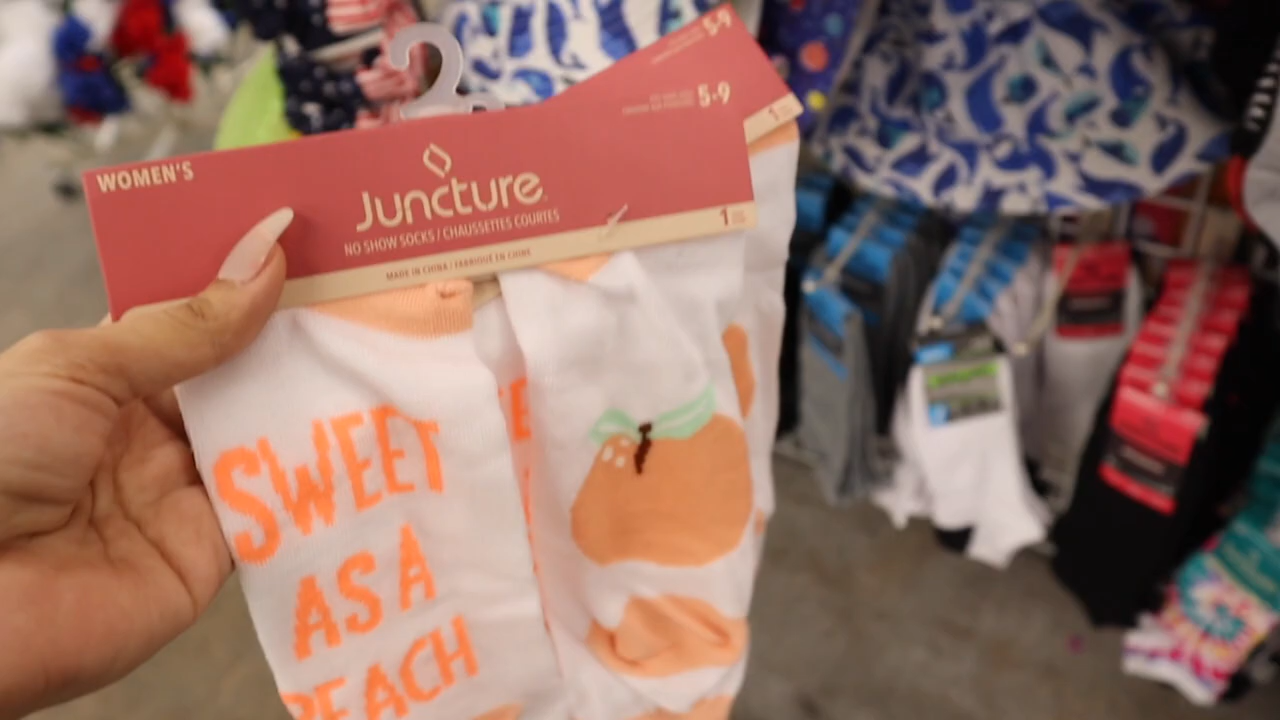 WOMEN'S
Juncture
NO SHOW SOCKS / CHAUSSETTES COURTES
MADE IN CHINA / FABRIQUÉ EN CHINE
5-9
1
5-9
1
SWEET
AS A
PEACH